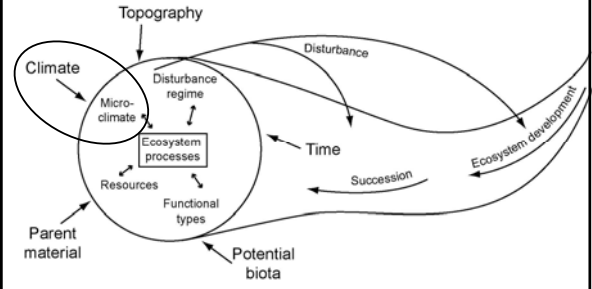 Topography
Disturbance
Climate
Disturbance
regime
Micro-
climate
Ecosystem
processes
Time
Ecosystem development
Resources
Succession
Functional
types
Parent
material
Potential
biota